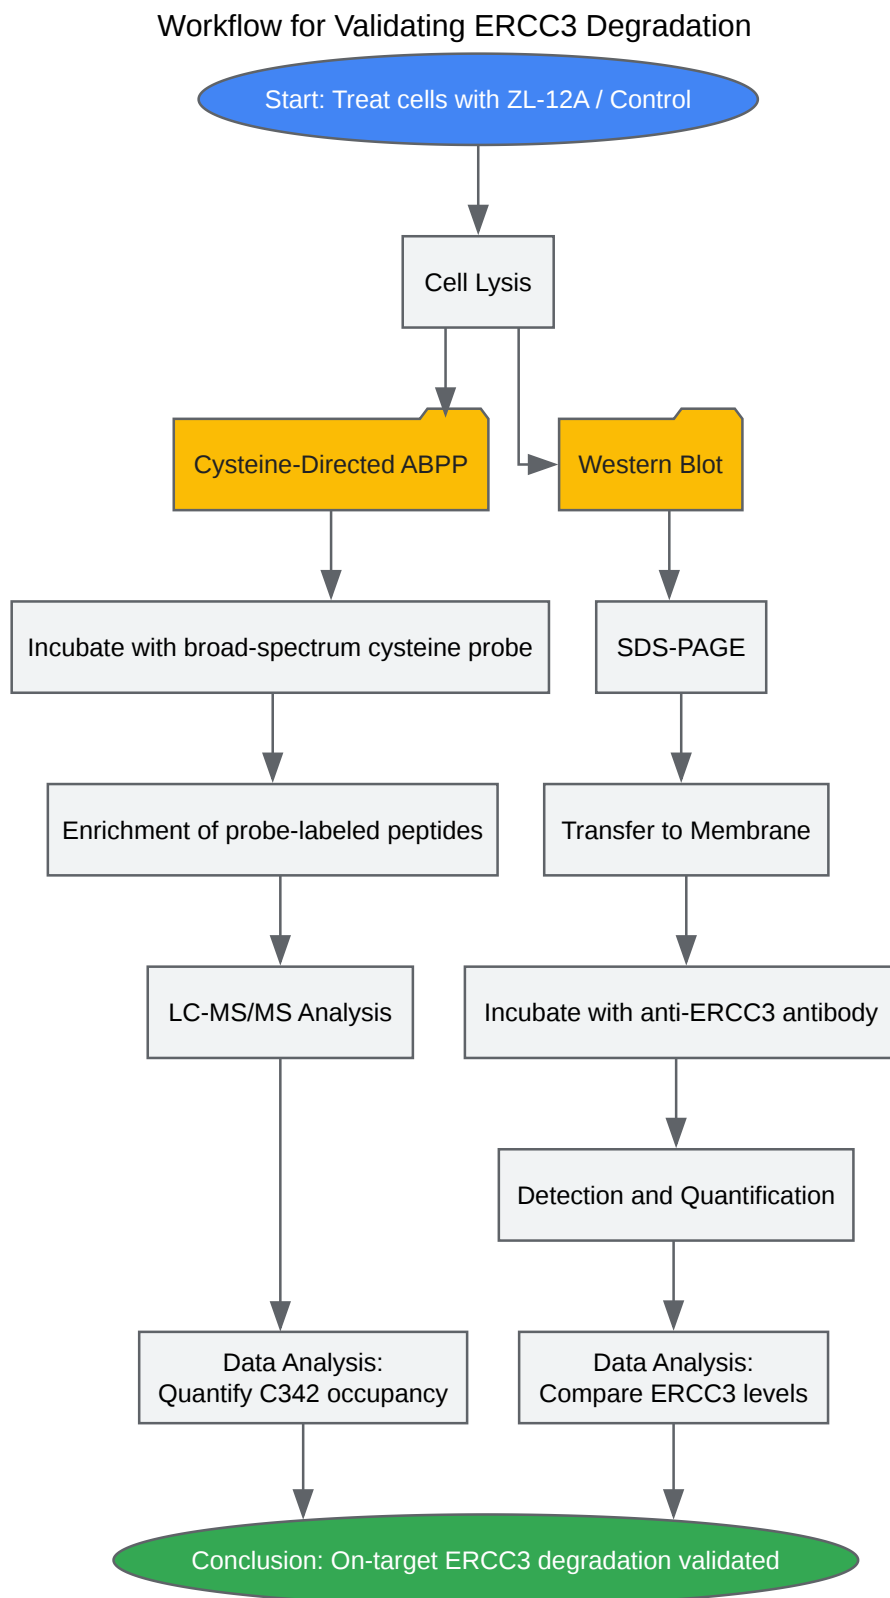 Workflow for Validating ERCC3 Degradation
Start: Treat cells with ZL-12A / Control
Cell Lysis
Cysteine-Directed ABPP
Western Blot
Incubate with broad-spectrum cysteine probe
SDS-PAGE
Enrichment of probe-labeled peptides
Transfer to Membrane
LC-MS/MS Analysis
Incubate with anti-ERCC3 antibody
Detection and Quantification
Data Analysis:
Quantify C342 occupancy
Data Analysis:
Compare ERCC3 levels
Conclusion: On-target ERCC3 degradation validated